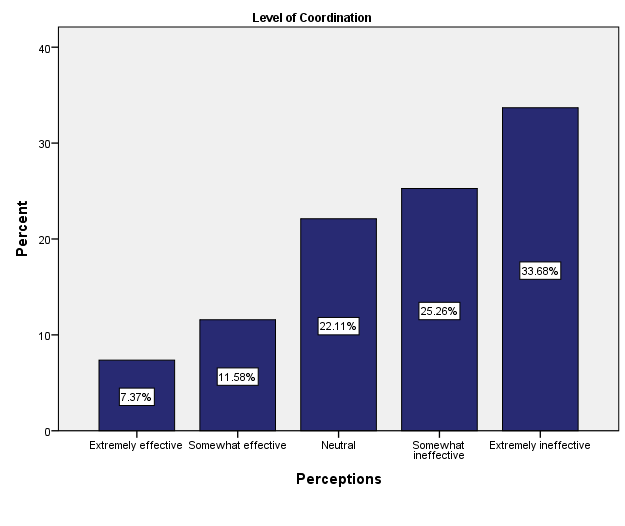 Level of Coordination
Percent
40
30
20
10
0
7.37%
11.58%
22.11%
25.26%
33.68%
Extremely effective
Somewhat effective
Neutral
Somewhat
ineffective
Extremely ineffective
Perceptions